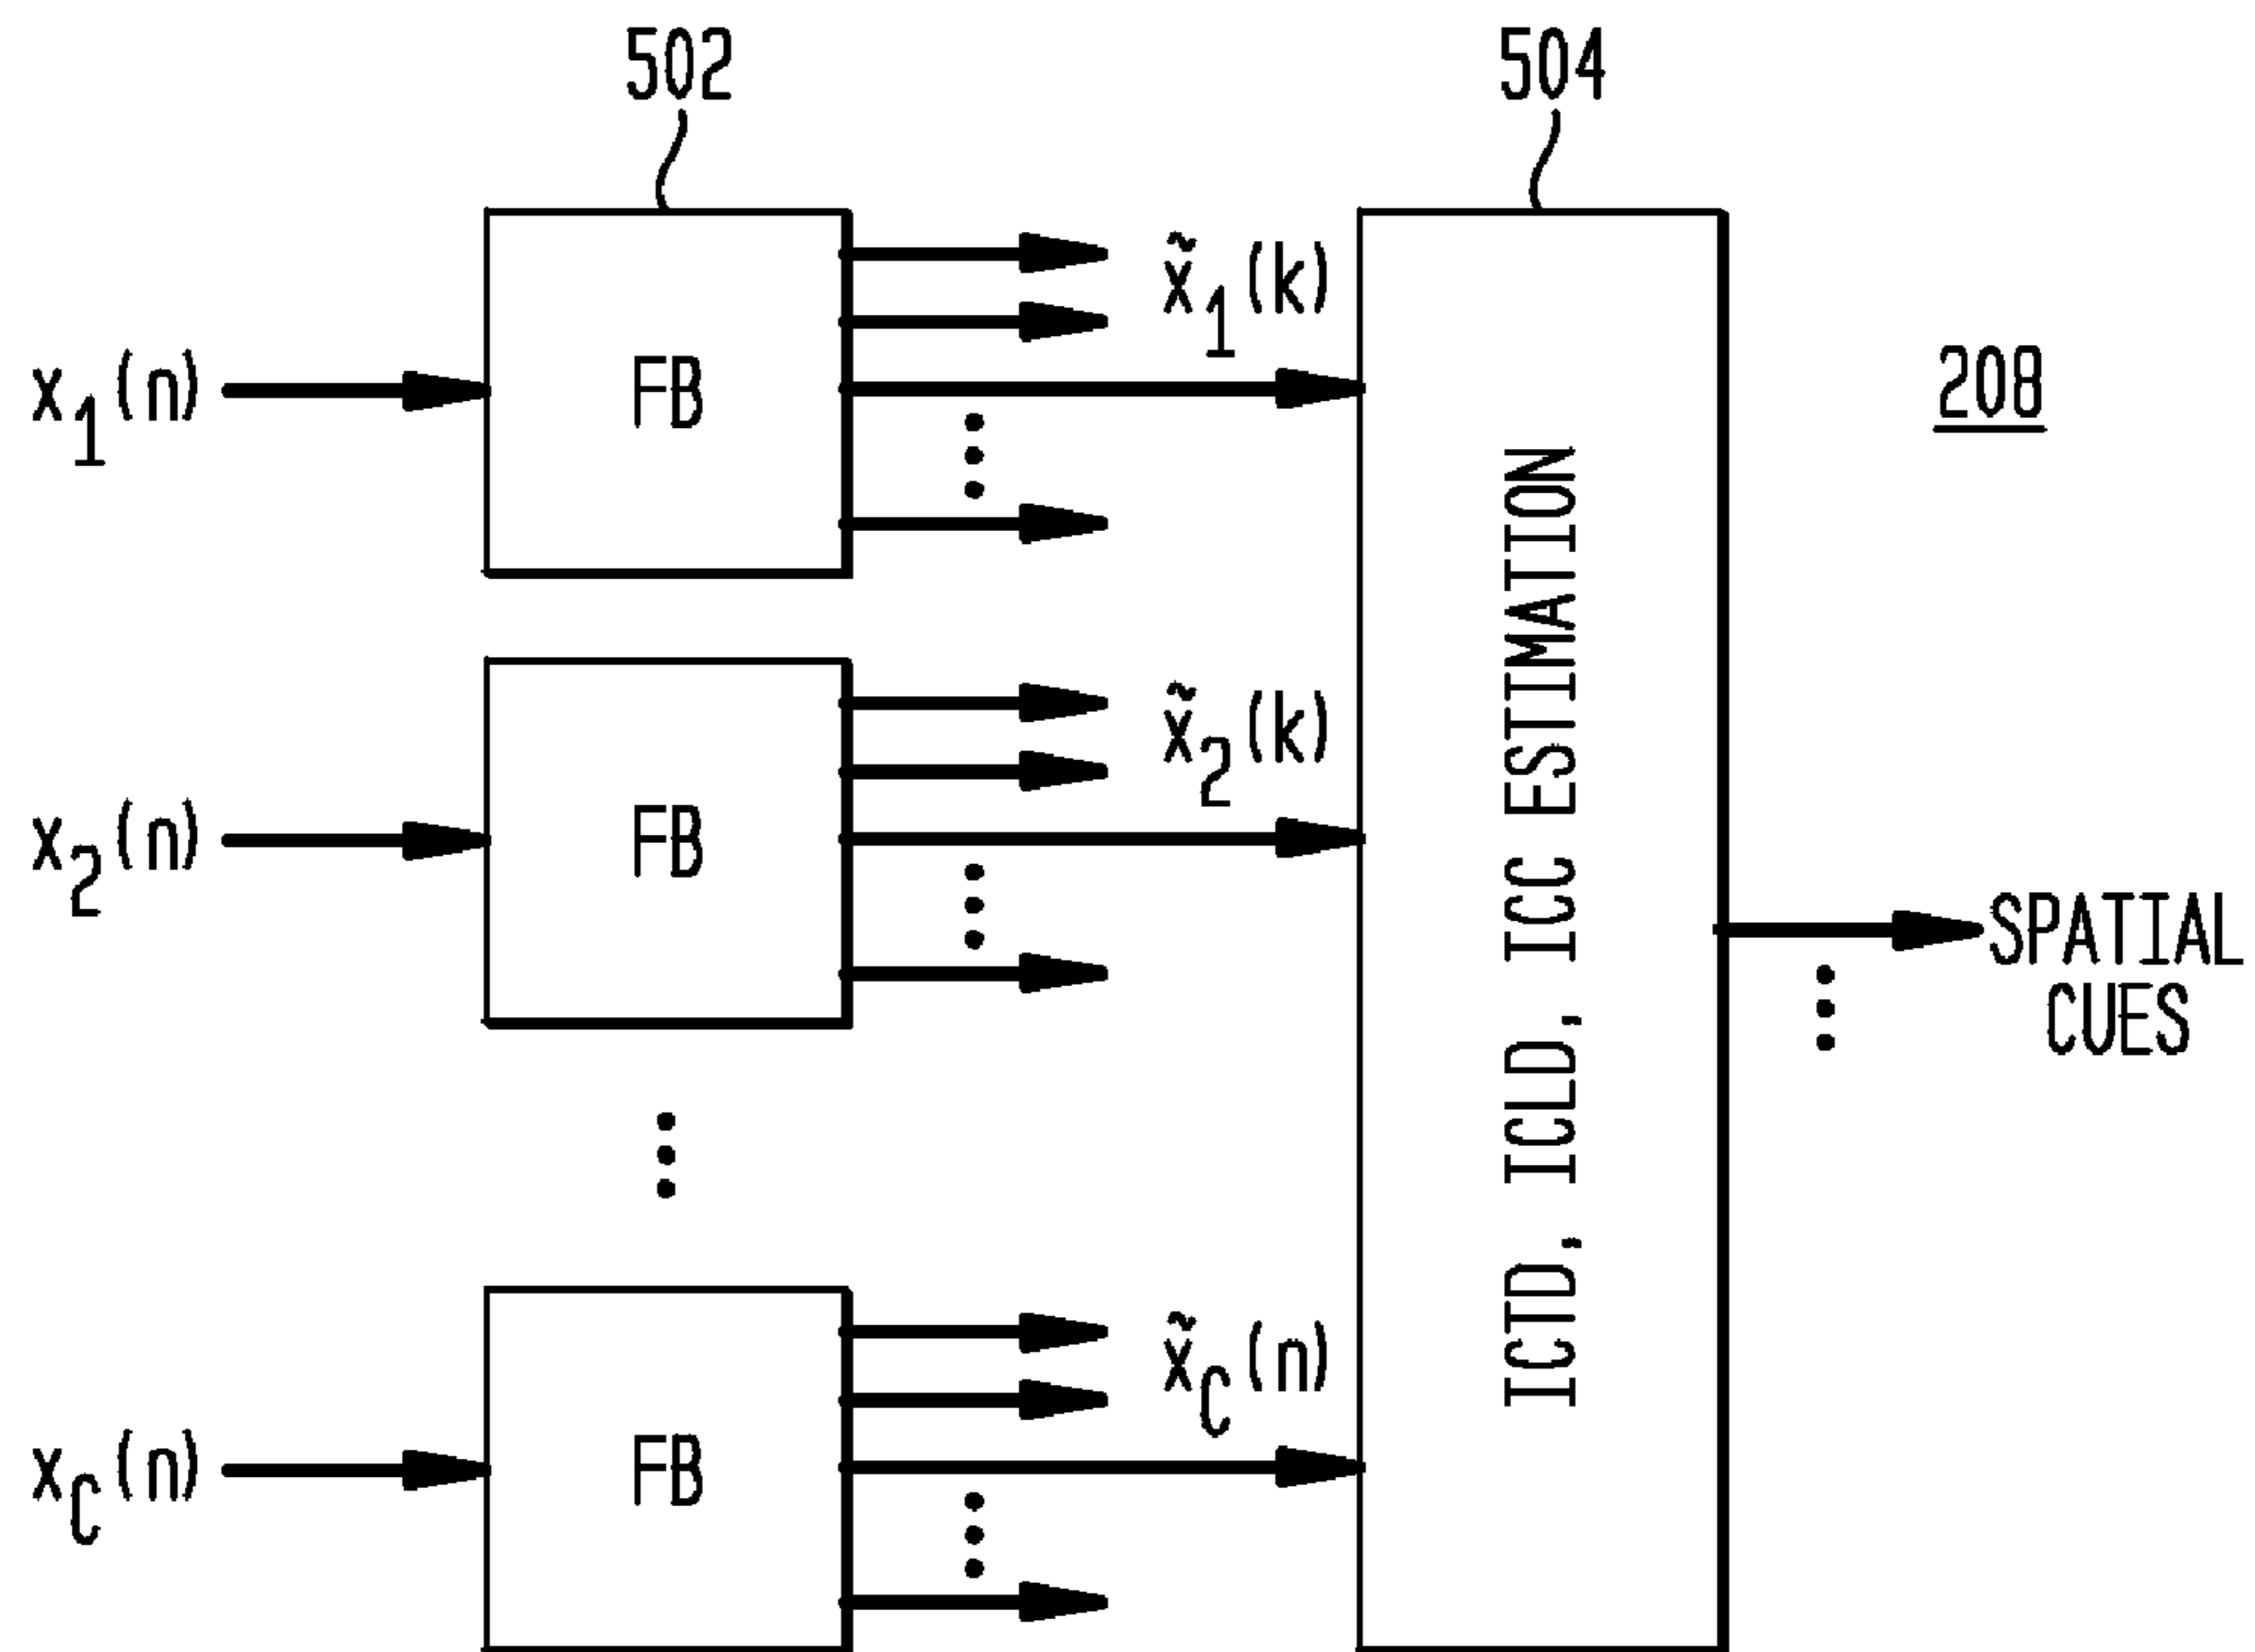 502
504
x̃1(k)
x1(n)
FB
208
x̃2(k)
x2(n)
FB
ICTD, ICLD, ICC ESTIMATION
SPATIAL
CUES
x̃C(n)
xC(n)
FB